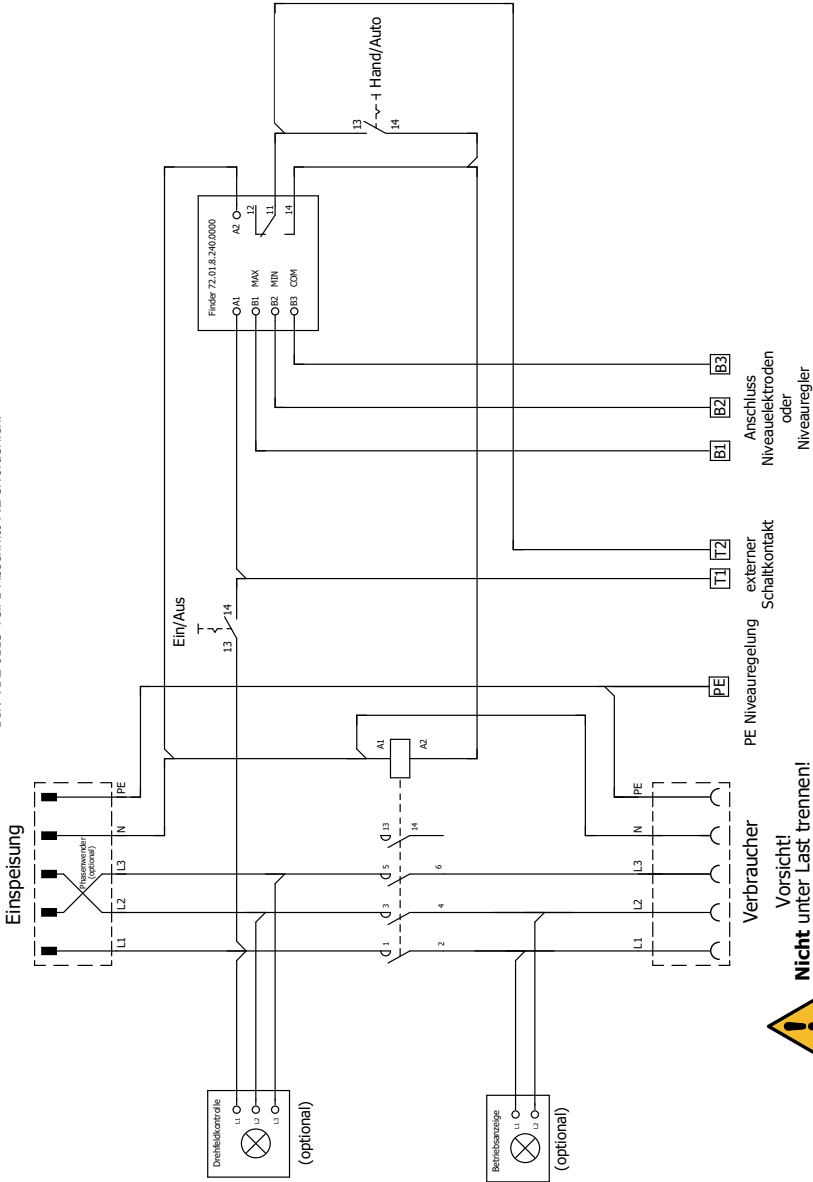 Einspeisung
Phasenwender
(optional)
L1
L2
L3
N
PE
Ein/Aus
13
14
Finder 72.01.8.240.0000
A1
A2
B1 MAX
B2 MIN
B3 COM
12
11
14
13
14
Hand/Auto
Drehfeldkontrolle
L1
L2
L3
(optional)
1
2
3
4
5
6
13
14
A1
A2
Betriebsanzeige
L1
L2
(optional)
L1
L2
L3
N
PE
Verbraucher
Vorsicht!
Nicht unter Last trennen!
PE
PE Niveauregelung
T1
T2
externer
Schaltkontakt
B1
B2
B3
Anschluss
Niveauelektroden
oder
Niveauregler